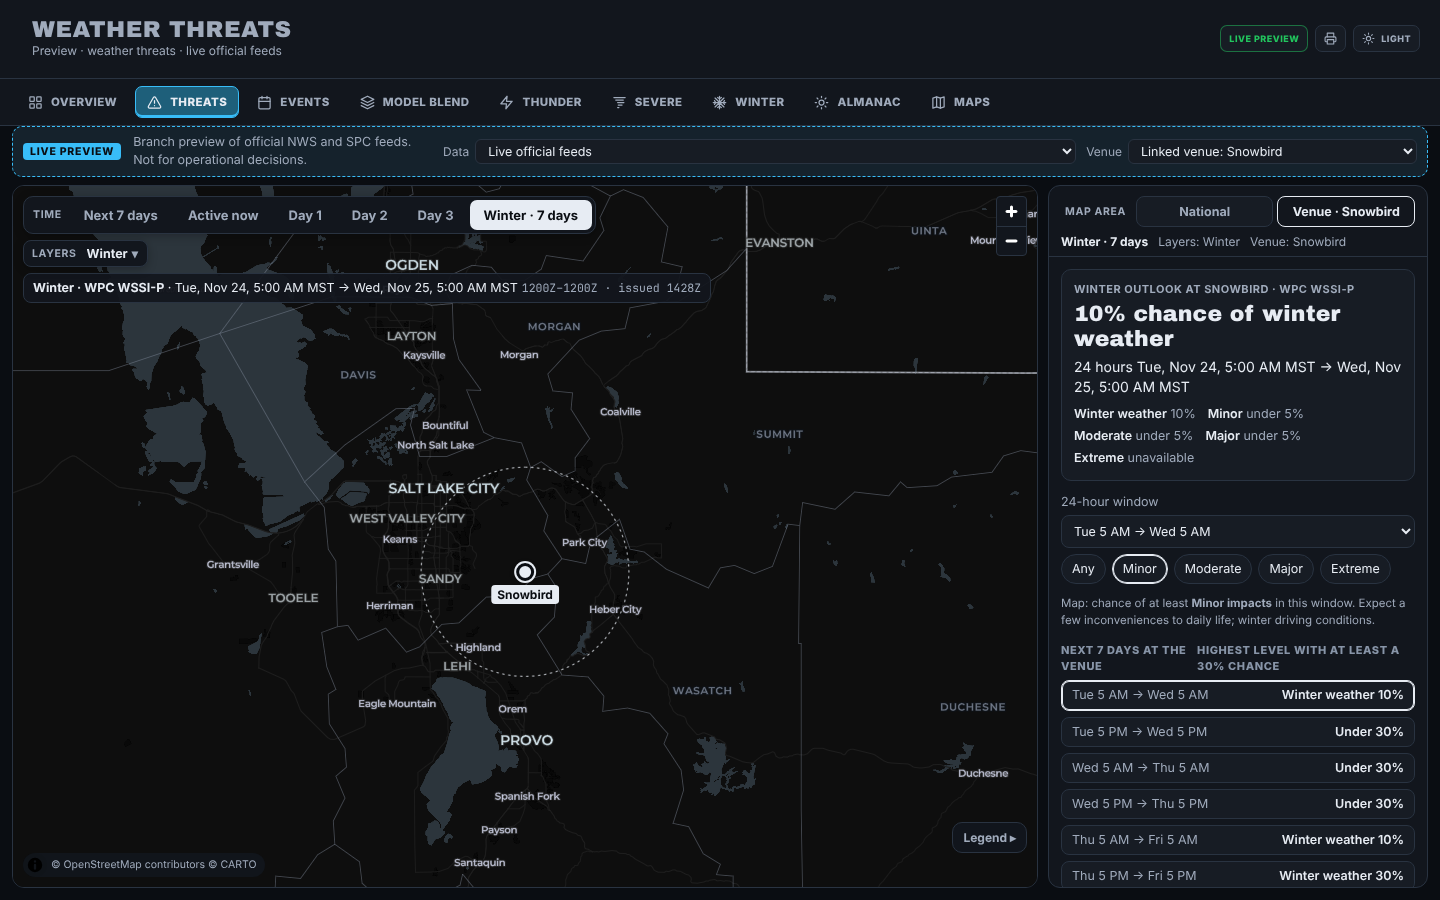 WEATHER THREATS
Preview · weather threats · live official feeds
LIVE PREVIEW
LIGHT
OVERVIEW
THREATS
EVENTS
MODEL BLEND
THUNDER
SEVERE
WINTER
ALMANAC
MAPS
LIVE PREVIEW
Branch preview of official NWS and SPC feeds.
Not for operational decisions.
Data
Live official feeds
Venue
Linked venue: Snowbird
TIME
Next 7 days
Active now
Day 1
Day 2
Day 3
Winter · 7 days
LAYERS Winter ▾
Winter · WPC WSSI-P · Tue, Nov 24, 5:00 AM MST → Wed, Nov 25, 5:00 AM MST 1200Z–1200Z · issued 1428Z
+
−
EVANSTON
UINTA
OGDEN
MORGAN
LAYTON
Kaysville
Morgan
DAVIS
Coalville
Bountiful
North Salt Lake
SUMMIT
SALT LAKE CITY
WEST VALLEY CITY
Kearns
Park City
Grantsville
SANDY
Snowbird
TOOELE
Herriman
Heber City
Highland
LEHI
WASATCH
Eagle Mountain
Orem
DUCHESNE
PROVO
Duchesne
Spanish Fork
Payson
Santaquin
Legend ▸
© OpenStreetMap contributors © CARTO
MAP AREA
National
Venue · Snowbird
Winter · 7 days Layers: Winter Venue: Snowbird
WINTER OUTLOOK AT SNOWBIRD · WPC WSSI-P
10% chance of winter
weather
24 hours Tue, Nov 24, 5:00 AM MST → Wed, Nov
25, 5:00 AM MST
Winter weather 10% Minor under 5%
Moderate under 5% Major under 5%
Extreme unavailable
24-hour window
Tue 5 AM → Wed 5 AM
Any
Minor
Moderate
Major
Extreme
Map: chance of at least Minor impacts in this window. Expect a
few inconveniences to daily life; winter driving conditions.
NEXT 7 DAYS AT THE
VENUE
HIGHEST LEVEL WITH AT LEAST A
30% CHANCE
Tue 5 AM → Wed 5 AM Winter weather 10%
Tue 5 PM → Wed 5 PM Under 30%
Wed 5 AM → Thu 5 AM Under 30%
Wed 5 PM → Thu 5 PM Under 30%
Thu 5 AM → Fri 5 AM Winter weather 10%
Thu 5 PM → Fri 5 PM Winter weather 30%